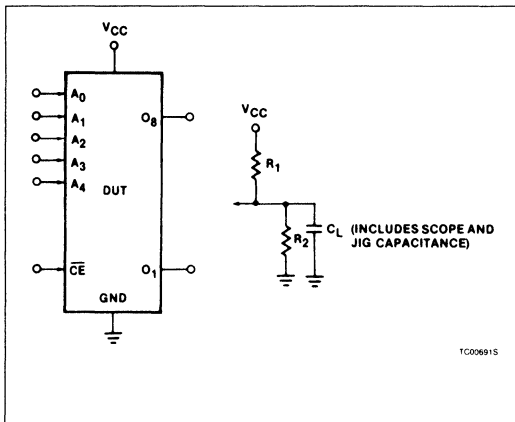 VCC
A0
A1
A2
A3
A4
O8
DUT
CE
O1
GND
VCC
R1
R2
CL (INCLUDES SCOPE AND
JIG CAPACITANCE)
TC00691S